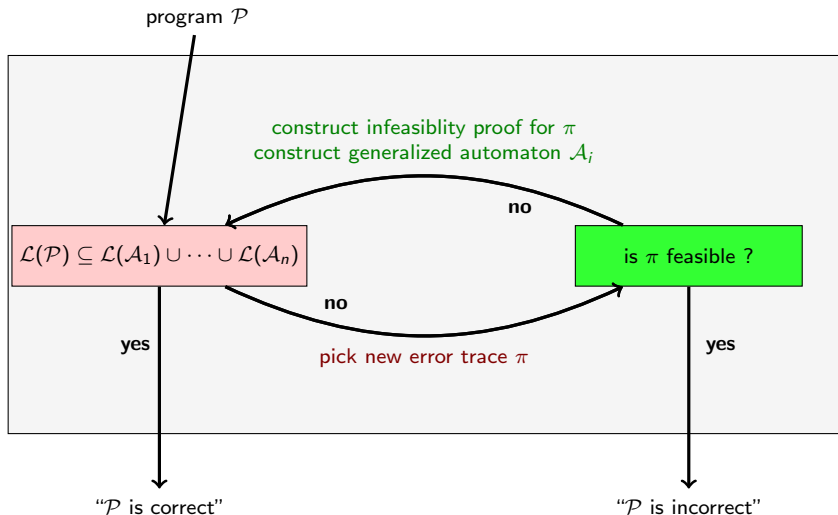 program 𝒫
construct infeasiblity proof for π
construct generalized automaton 𝒜ᵢ
no
ℒ(𝒫) ⊆ ℒ(𝒜₁) ∪ ⋯ ∪ ℒ(𝒜ₙ)
is π feasible ?
no
yes
pick new error trace π
yes
“𝒫 is correct”
“𝒫 is incorrect”